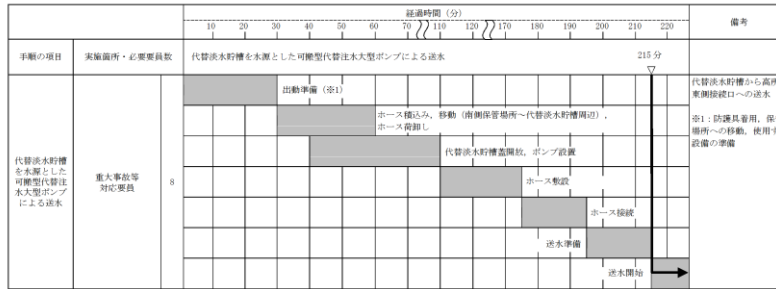 経過時間(分)
備考
10 20 30 40 50 60 70 80 110 120 130 140 170 180 190 200 210 220
手順の項目
実施箇所・必要要員数
代替淡水貯槽を水源とした可搬型代替注水大型ポンプによる送水
215分
代替淡水貯槽
を水源とした
可搬型代替注
水大型ポンプ
による送水
重大事故等
対応要員
8
出動準備(※1)
ホース積込み,移動(南側保管場所~代替淡水貯槽周辺),
ホース荷卸し
代替淡水貯槽蓋開放,ポンプ設置
ホース敷設
ホース接続
送水準備
送水開始
代替淡水貯槽から高所
東側接続口への送水
※1:防護具着用,保
場所への移動,使用す
設備の準備